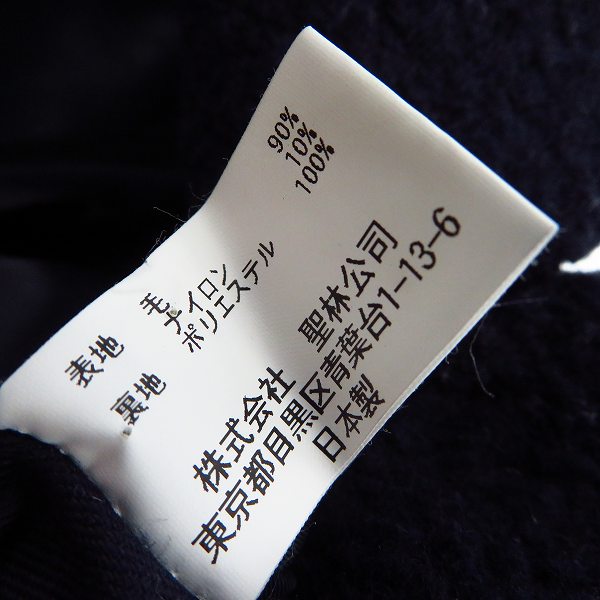 表地 毛 90%
ナイロン 10%
裏地 ポリエステル 100%
株式会社 聖林公司
東京都目黒区青葉台1-13-6
日本製